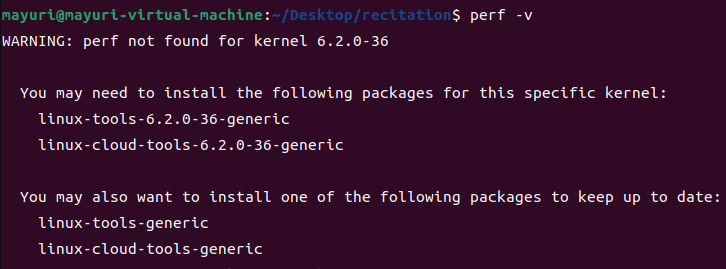 mayuri@mayuri-virtual-machine:~/Desktop/recitation$ perf -v
WARNING: perf not found for kernel 6.2.0-36
You may need to install the following packages for this specific kernel:
linux-tools-6.2.0-36-generic
linux-cloud-tools-6.2.0-36-generic
You may also want to install one of the following packages to keep up to date:
linux-tools-generic
linux-cloud-tools-generic